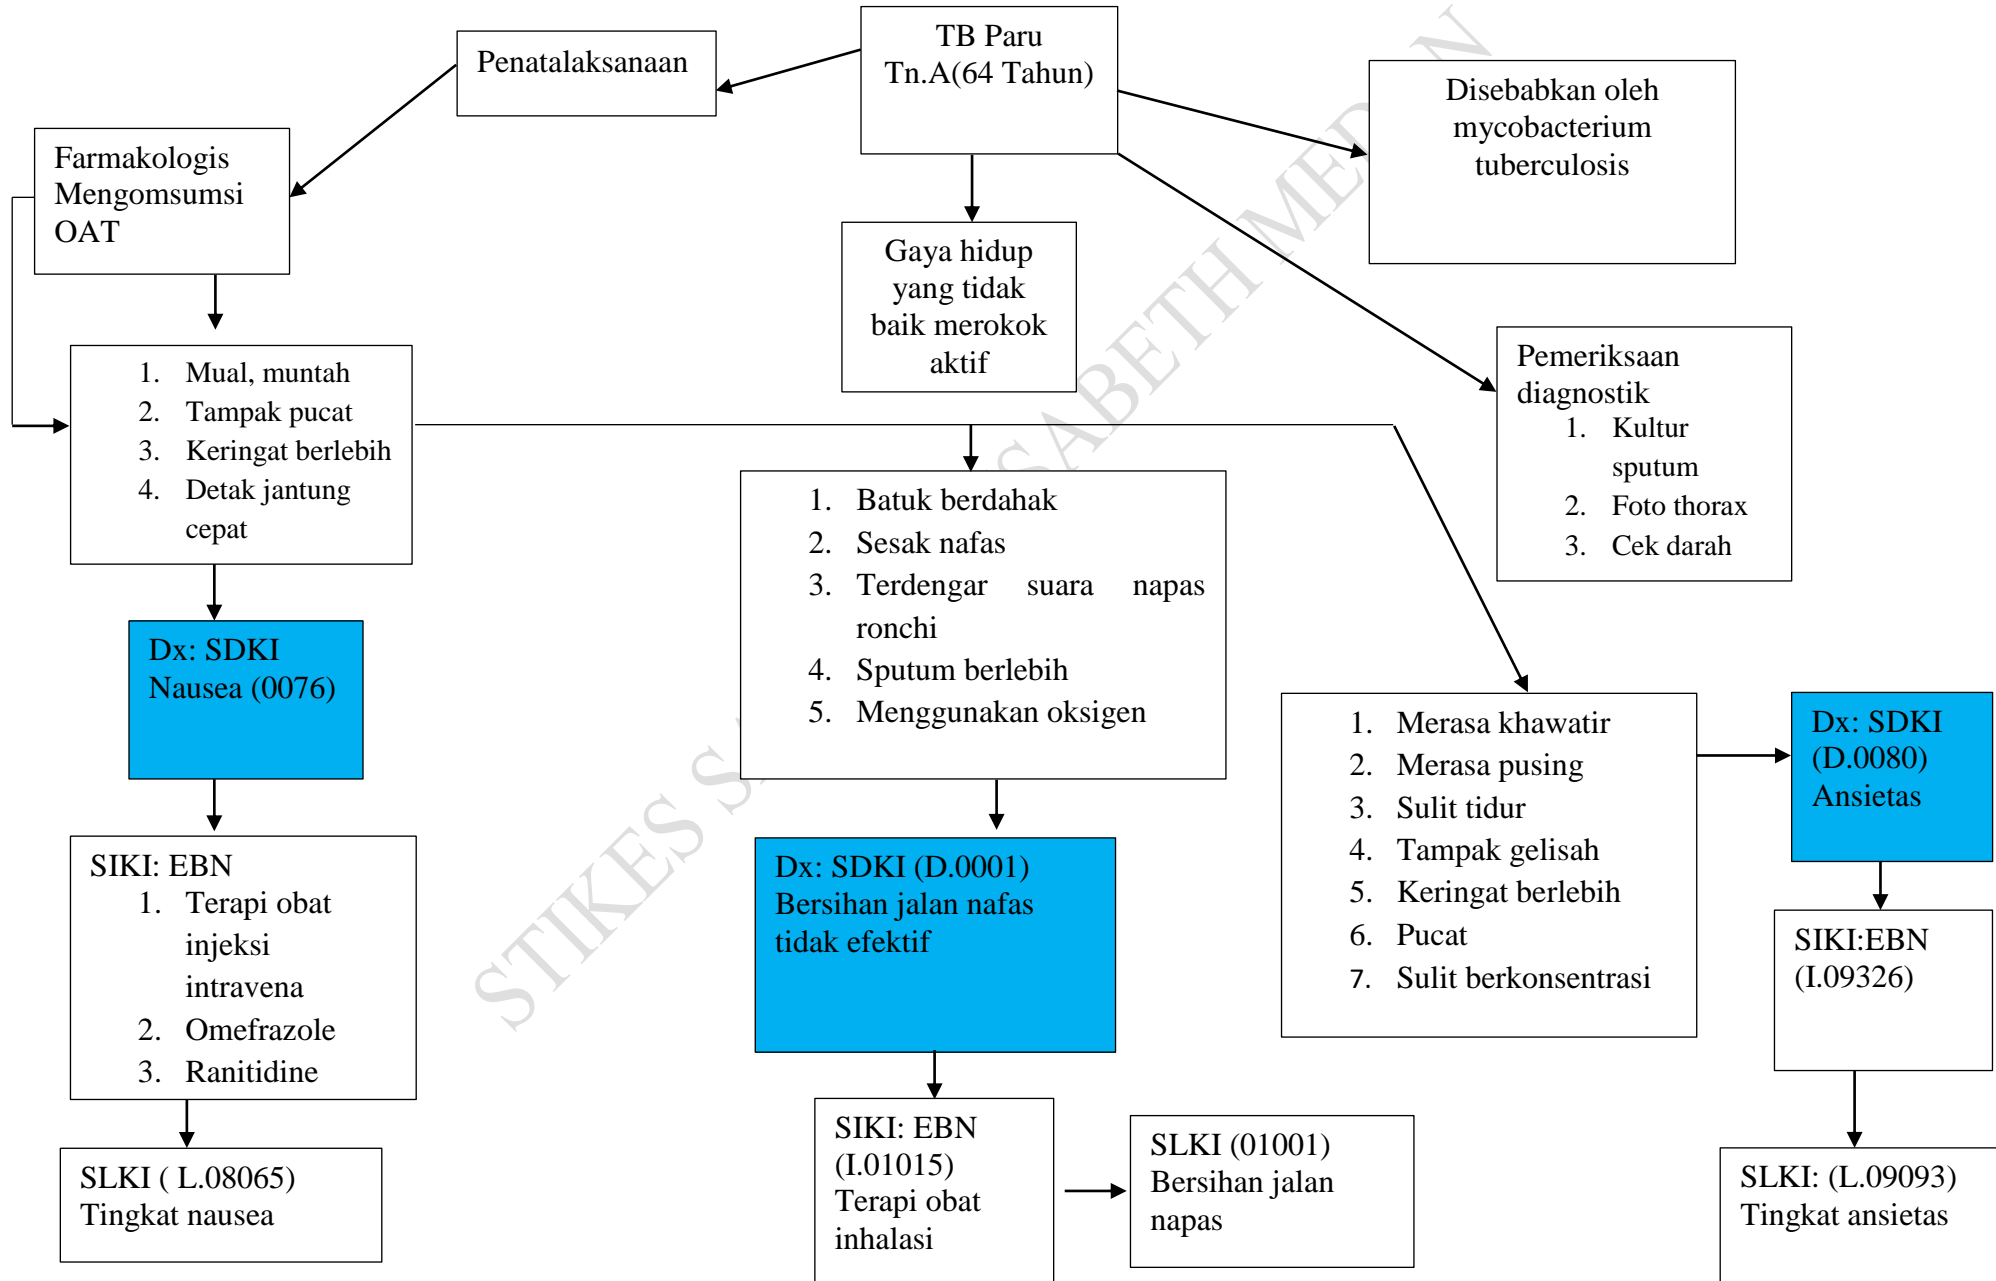 TB Paru
Tn.A(64 Tahun)
Penatalaksanaan
Disebabkan oleh
mycobacterium
tuberculosis
Farmakologis
Mengomsumsi
OAT
Gaya hidup
yang tidak
baik merokok
aktif
Pemeriksaan
diagnostik
1. Kultur
sputum
2. Foto thorax
3. Cek darah
1. Mual, muntah
2. Tampak pucat
3. Keringat berlebih
4. Detak jantung
cepat
1. Batuk berdahak
2. Sesak nafas
3. Terdengar suara napas
ronchi
4. Sputum berlebih
5. Menggunakan oksigen
1. Merasa khawatir
2. Merasa pusing
3. Sulit tidur
4. Tampak gelisah
5. Keringat berlebih
6. Pucat
7. Sulit berkonsentrasi
Dx: SDKI
Nausea (0076)
Dx: SDKI (D.0001)
Bersihan jalan nafas
tidak efektif
Dx: SDKI
(D.0080)
Ansietas
SIKI: EBN
1. Terapi obat
injeksi
intravena
2. Omefrazole
3. Ranitidine
SIKI:EBN
(I.09326)
SLKI ( L.08065)
Tingkat nausea
SIKI: EBN
(I.01015)
Terapi obat
inhalasi
SLKI (01001)
Bersihan jalan
napas
SLKI: (L.09093)
Tingkat ansietas
STIKES SABETH MED N